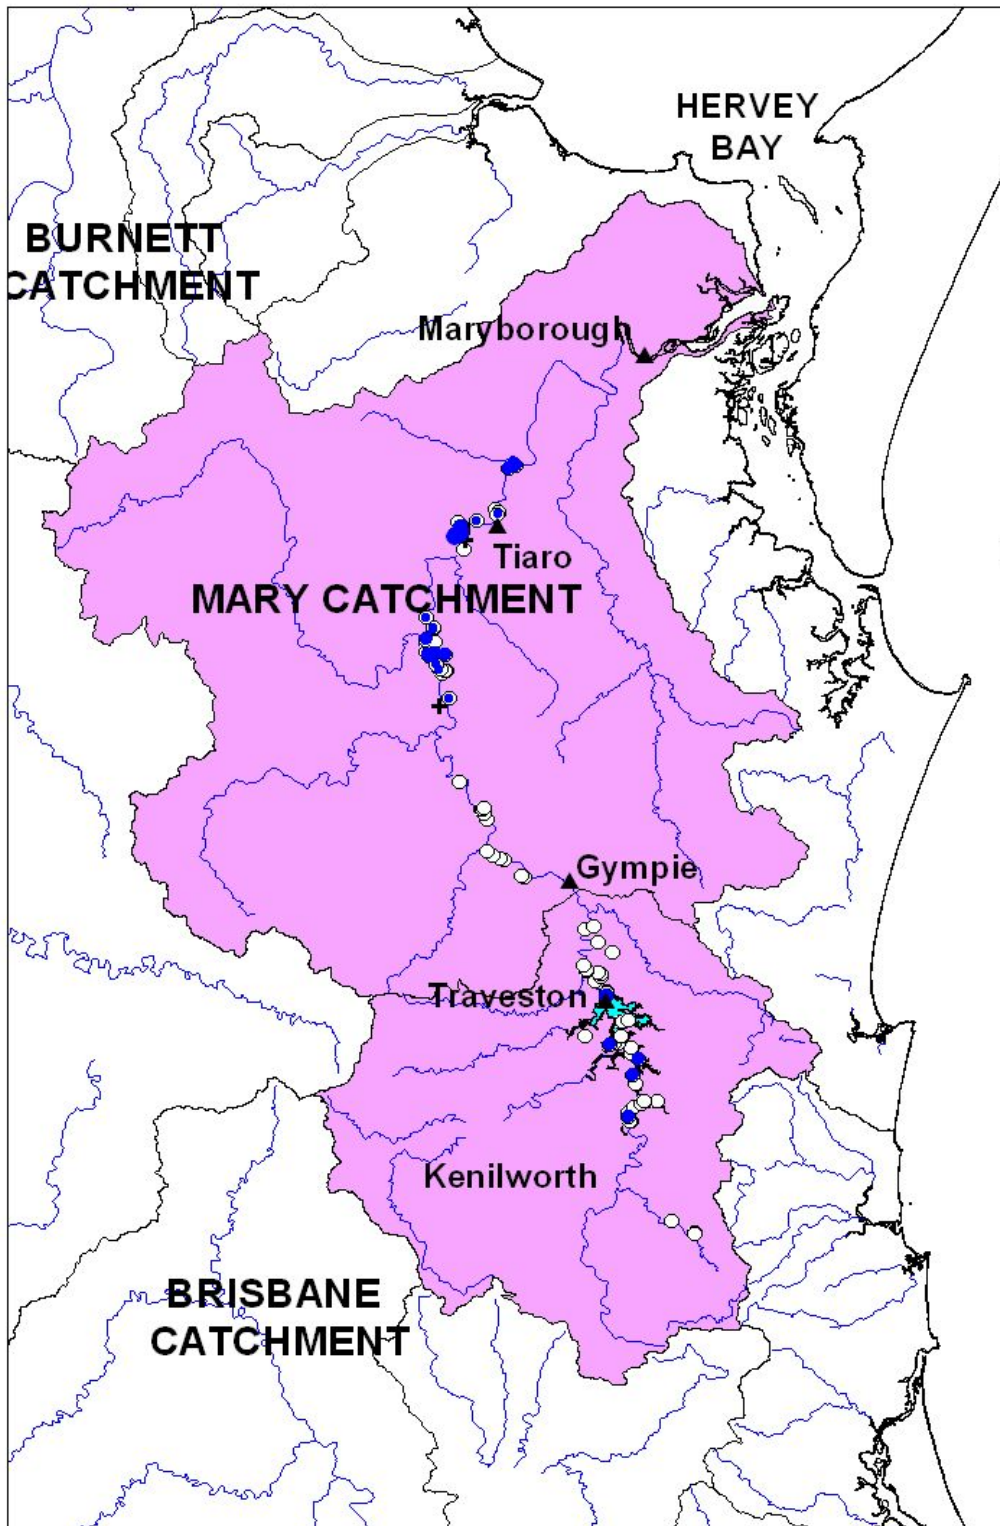 HERVEY
BAY
BURNETT
CATCHMENT
Maryborough
Tiaro
MARY CATCHMENT
Gympie
Traveston
Kenilworth
BRISBANE
CATCHMENT